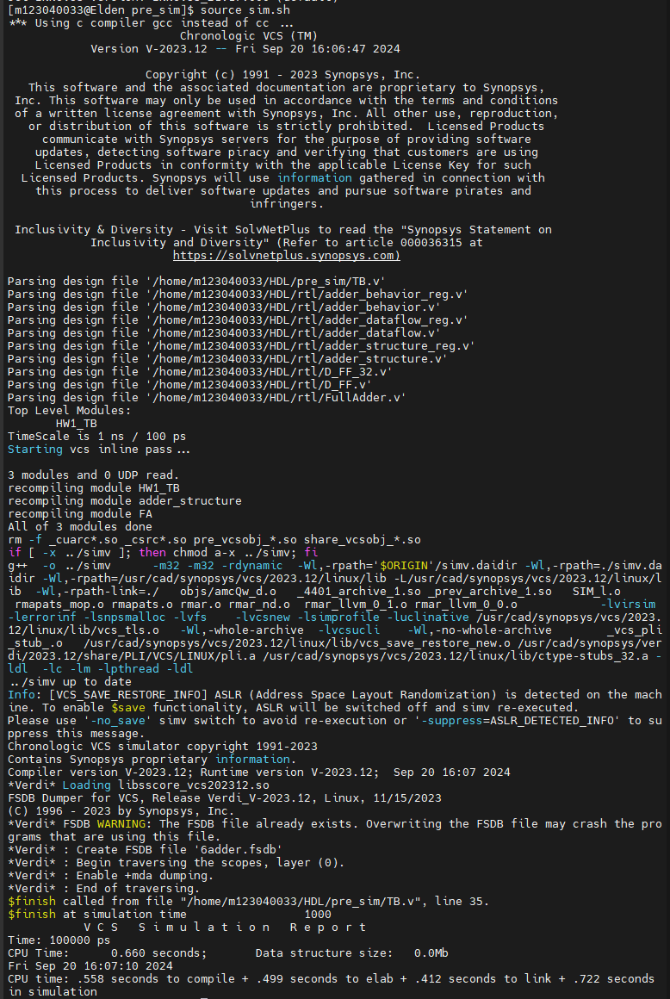 [m123040033@Elden pre_sim]$ source sim.sh
*** Using c compiler gcc instead of cc ...
Chronologic VCS (TM)
Version V-2023.12 -- Fri Sep 20 16:06:47 2024
Copyright (c) 1991 - 2023 Synopsys, Inc.
This software and the associated documentation are proprietary to Synopsys,
Inc. This software may only be used in accordance with the terms and conditions
of a written license agreement with Synopsys, Inc. All other use, reproduction,
or distribution of this software is strictly prohibited.  Licensed Products
communicate with Synopsys servers for the purpose of providing software
updates, detecting software piracy and verifying that customers are using
Licensed Products in conformity with the applicable License Key for such
Licensed Products. Synopsys will use information gathered in connection with
this process to deliver software updates and pursue software pirates and
infringers.
Inclusivity & Diversity - Visit SolvNetPlus to read the "Synopsys Statement on
Inclusivity and Diversity" (Refer to article 000036315 at
https://solvnetplus.synopsys.com)
Parsing design file '/home/m123040033/HDL/pre_sim/TB.v'
Parsing design file '/home/m123040033/HDL/rtl/adder_behavior_reg.v'
Parsing design file '/home/m123040033/HDL/rtl/adder_behavior.v'
Parsing design file '/home/m123040033/HDL/rtl/adder_dataflow_reg.v'
Parsing design file '/home/m123040033/HDL/rtl/adder_dataflow.v'
Parsing design file '/home/m123040033/HDL/rtl/adder_structure_reg.v'
Parsing design file '/home/m123040033/HDL/rtl/adder_structure.v'
Parsing design file '/home/m123040033/HDL/rtl/D_FF_32.v'
Parsing design file '/home/m123040033/HDL/rtl/D_FF.v'
Parsing design file '/home/m123040033/HDL/rtl/FullAdder.v'
Top Level Modules:
HW1_TB
TimeScale is 1 ns / 100 ps
Starting vcs inline pass...
3 modules and 0 UDP read.
recompiling module HW1_TB
recompiling module adder_structure
recompiling module FA
All of 3 modules done
rm -f _cuarc*.so _csrc*.so pre_vcsobj_*.so share_vcsobj_*.so
if [ -x ../simv ]; then chmod a-x ../simv; fi
g++  -o ../simv      -m32 -m32 -rdynamic  -Wl,-rpath='$ORIGIN'/simv.daidir -Wl,-rpath=./simv.da
idir -Wl,-rpath=/usr/cad/synopsys/vcs/2023.12/linux/lib -L/usr/cad/synopsys/vcs/2023.12/linux/l
ib  -Wl,-rpath-link=./   objs/amcQw_d.o   _4401_archive_1.so _prev_archive_1.so   SIM_l.o
rmapats_mop.o rmapats.o rmar.o rmar_nd.o  rmar_llvm_0_1.o rmar_llvm_0_0.o            -lvirsim
-lerrorinf -lsnpsmalloc -lvfs    -lvcsnew -lsimprofile -luclinative /usr/cad/synopsys/vcs/2023.
12/linux/lib/vcs_tls.o   -Wl,-whole-archive  -lvcsucli    -Wl,-no-whole-archive        _vcs_pli
_stub_.o   /usr/cad/synopsys/vcs/2023.12/linux/lib/vcs_save_restore_new.o /usr/cad/synopsys/ver
di/2023.12/share/PLI/VCS/LINUX/pli.a /usr/cad/synopsys/vcs/2023.12/linux/lib/ctype-stubs_32.a -
ldl  -lc -lm -lpthread -ldl
../simv up to date
Info: [VCS_SAVE_RESTORE_INFO] ASLR (Address Space Layout Randomization) is detected on the mach
ine. To enable $save functionality, ASLR will be switched off and simv re-executed.
Please use '-no_save' simv switch to avoid re-execution or '-suppress=ASLR_DETECTED_INFO' to su
ppress this message.
Chronologic VCS simulator copyright 1991-2023
Contains Synopsys proprietary information.
Compiler version V-2023.12; Runtime version V-2023.12;  Sep 20 16:07 2024
*Verdi* Loading libsscore_vcs202312.so
FSDB Dumper for VCS, Release Verdi_V-2023.12, Linux, 11/15/2023
(C) 1996 - 2023 by Synopsys, Inc.
*Verdi* FSDB WARNING: The FSDB file already exists. Overwriting the FSDB file may crash the pro
grams that are using this file.
*Verdi* : Create FSDB file '6adder.fsdb'
*Verdi* : Begin traversing the scopes, layer (0).
*Verdi* : Enable +mda dumping.
*Verdi* : End of traversing.
$finish called from file "/home/m123040033/HDL/pre_sim/TB.v", line 35.
$finish at simulation time                 1000
V C S   S i m u l a t i o n   R e p o r t
Time: 100000 ps
CPU Time:      0.660 seconds;       Data structure size:   0.0Mb
Fri Sep 20 16:07:10 2024
CPU time: .558 seconds to compile + .499 seconds to elab + .412 seconds to link + .722 seconds
in simulation